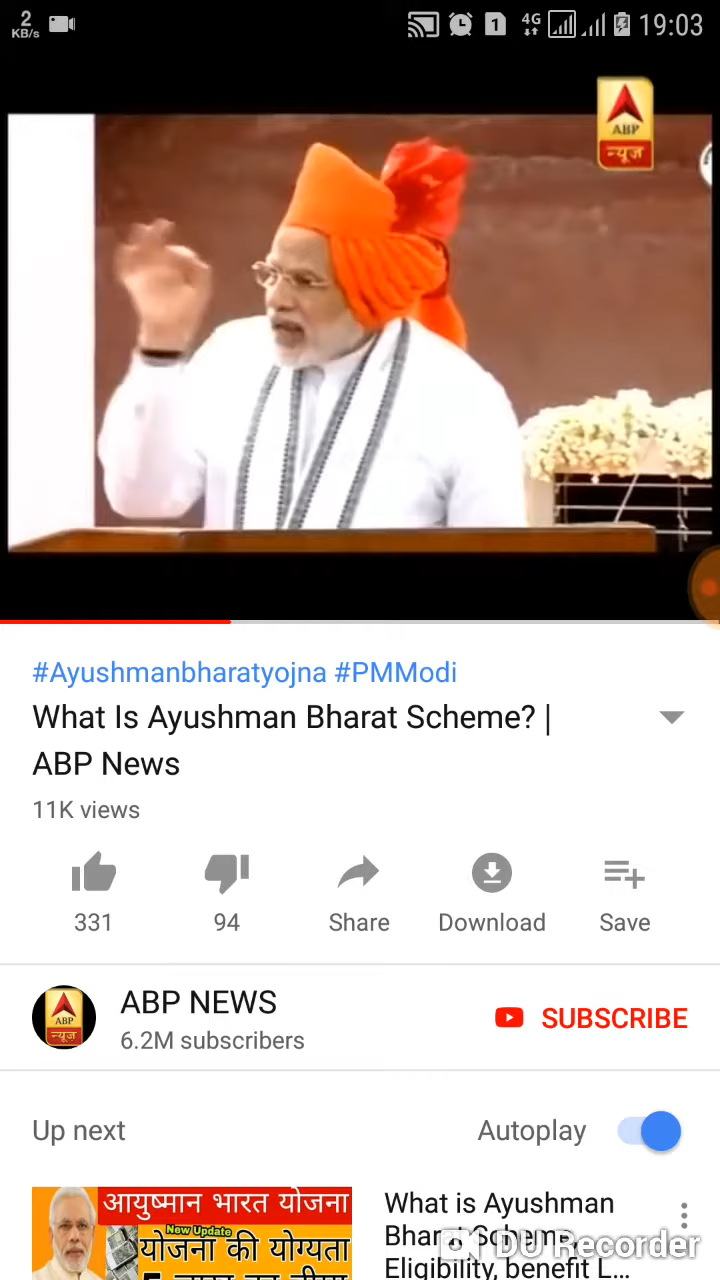 2
KB/s
1
4G
19:03
ABP
न्यूज़
#Ayushmanbharatyojna #PMModi
What Is Ayushman Bharat Scheme? |
ABP News
11K views
331
94
Share
Download
Save
ABP
न्यूज़
ABP NEWS
6.2M subscribers
SUBSCRIBE
Up next
Autoplay
आयुष्मान भारत योजना
New Update
योजना की योग्यता
What is Ayushman
Bharat Scheme,
Eligibility, benefit L...
DU Recorder